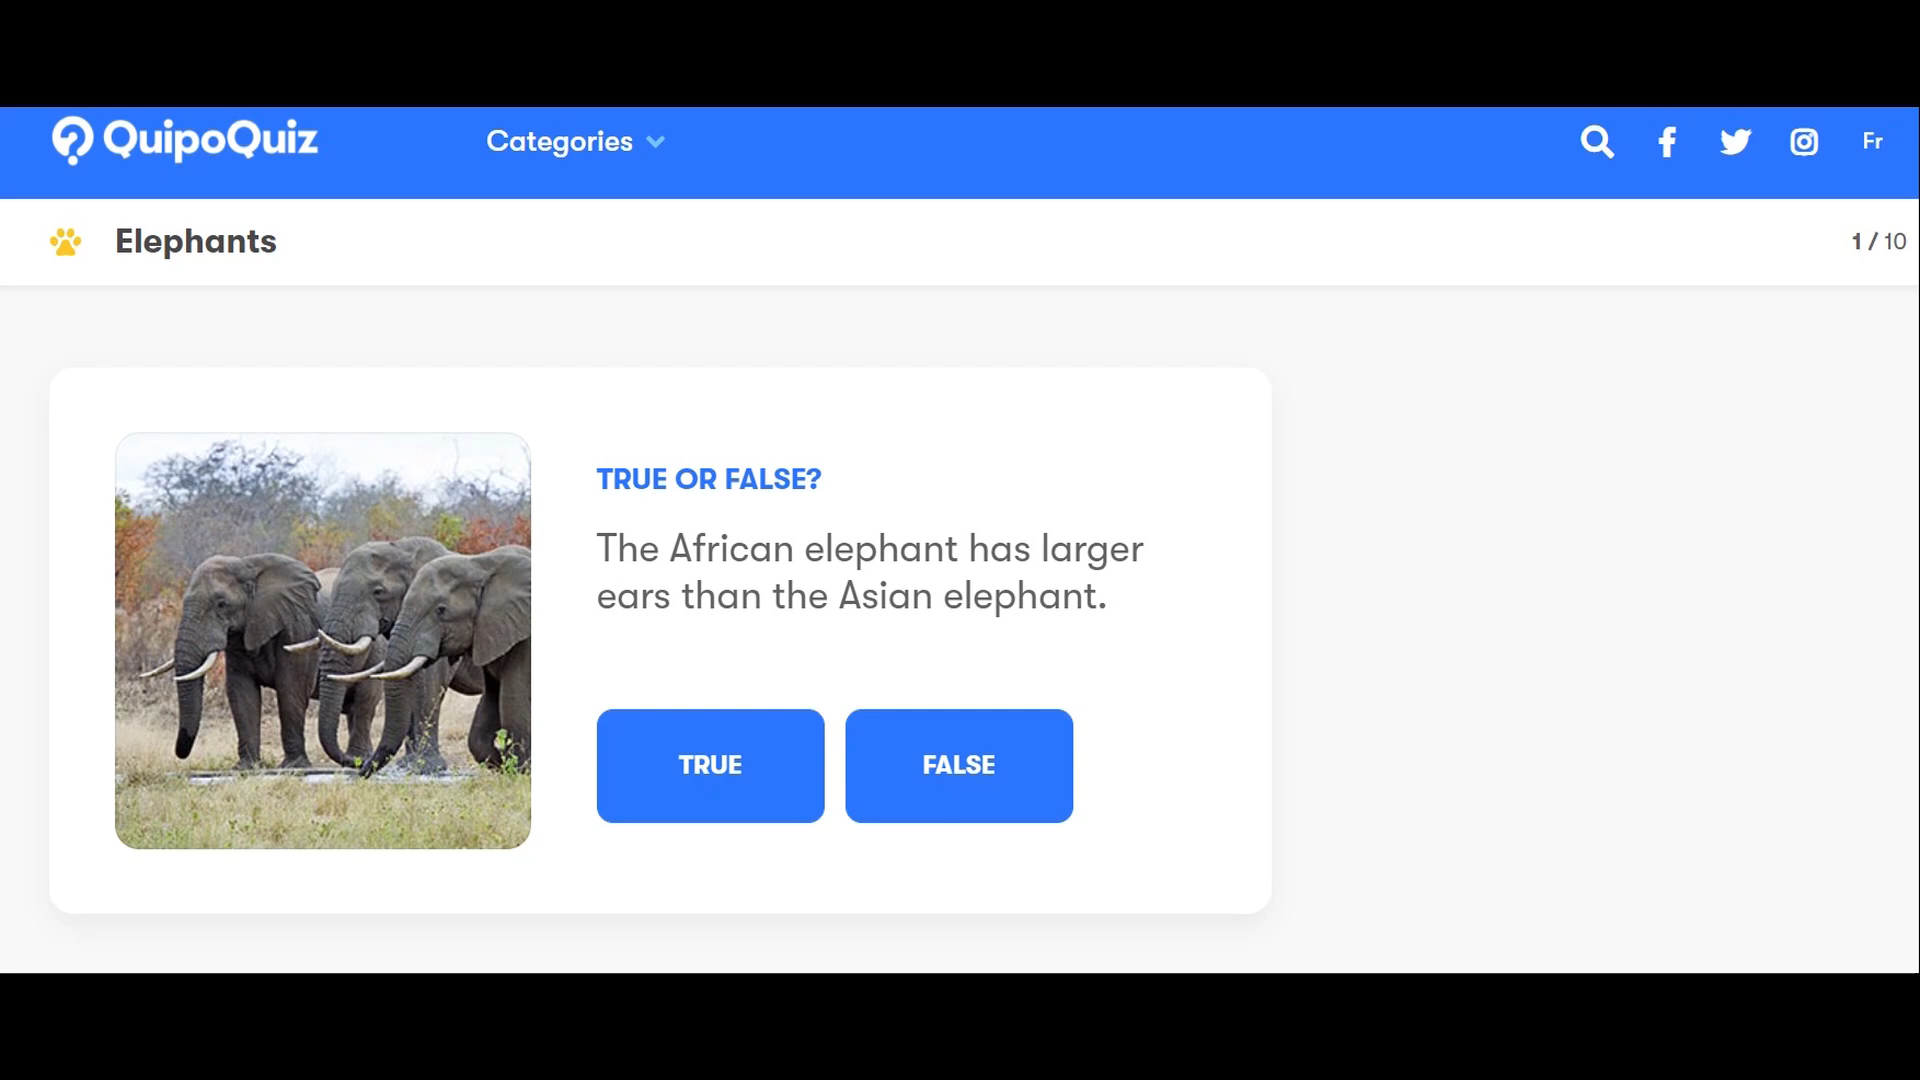 QuipoQuiz
Categories
Fr
Elephants
1 / 10
TRUE OR FALSE?
The African elephant has larger
ears than the Asian elephant.
TRUE
FALSE